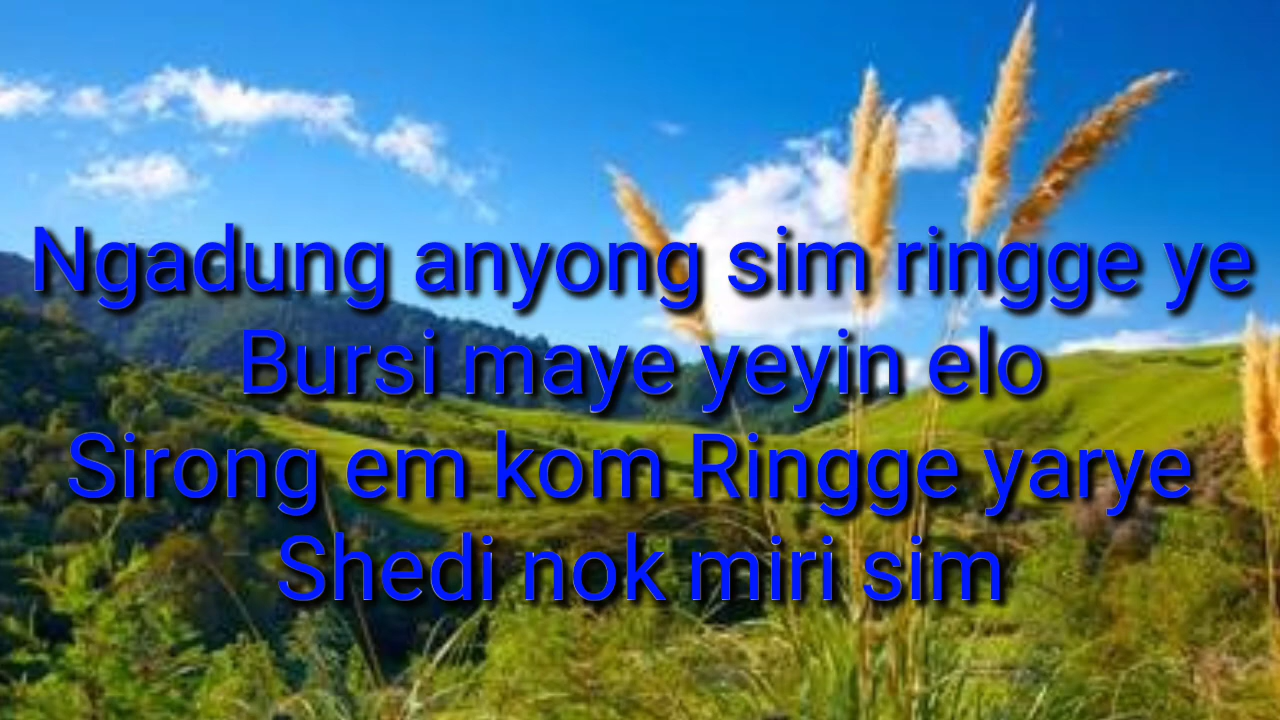 Ngadung anyong sim ringge ye
Bursi maye yeyin elo
Sirong em kom Ringge yarye
Shedi nok miri sim